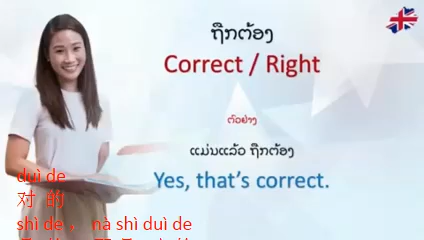 ຖືກຕ້ອງ
Correct / Right
ຕົວຢ່າງ
ແມ່ນແລ້ວ ຖືກຕ້ອງ
Yes, that's correct.
duì de
对 的
shì de ， nà shì duì de